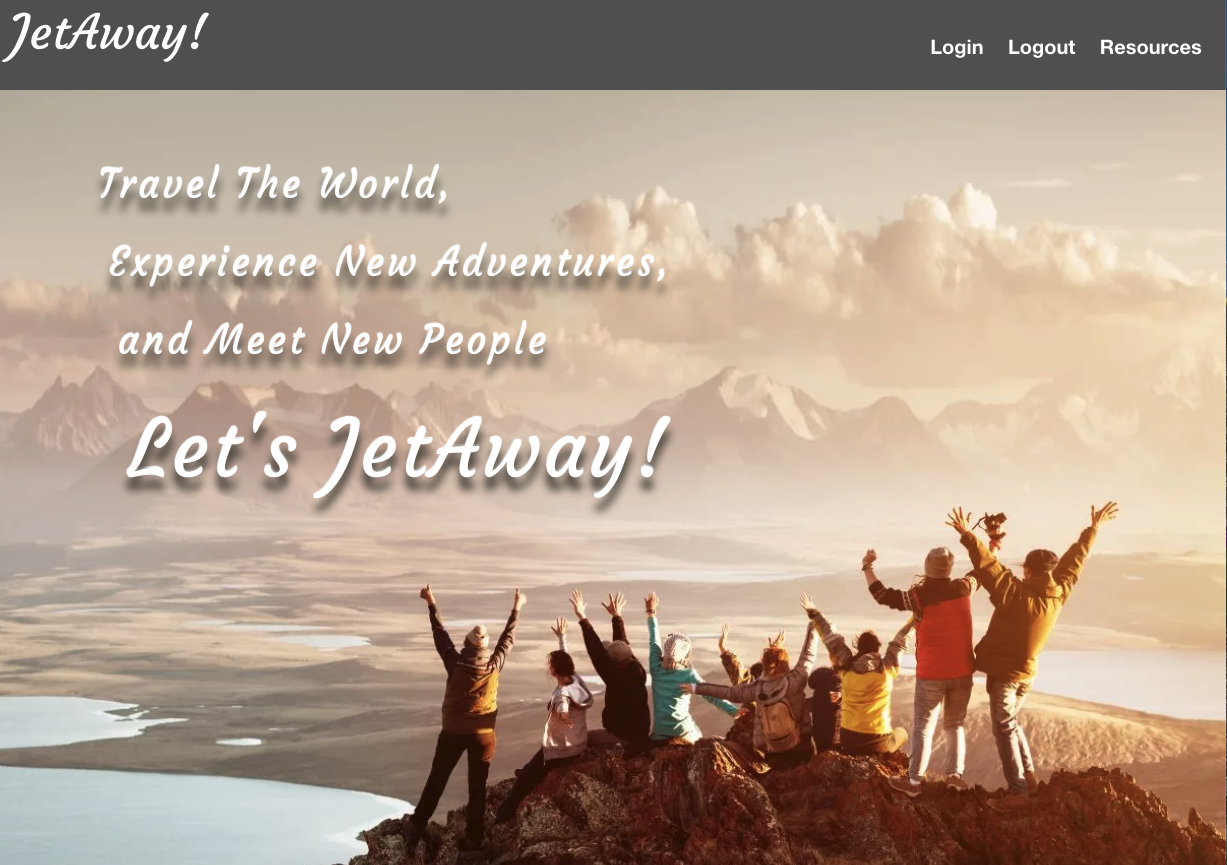 JetAway!
Login Logout Resources
Travel The World,
Experience New Adventures,
and Meet New People
Let's JetAway!